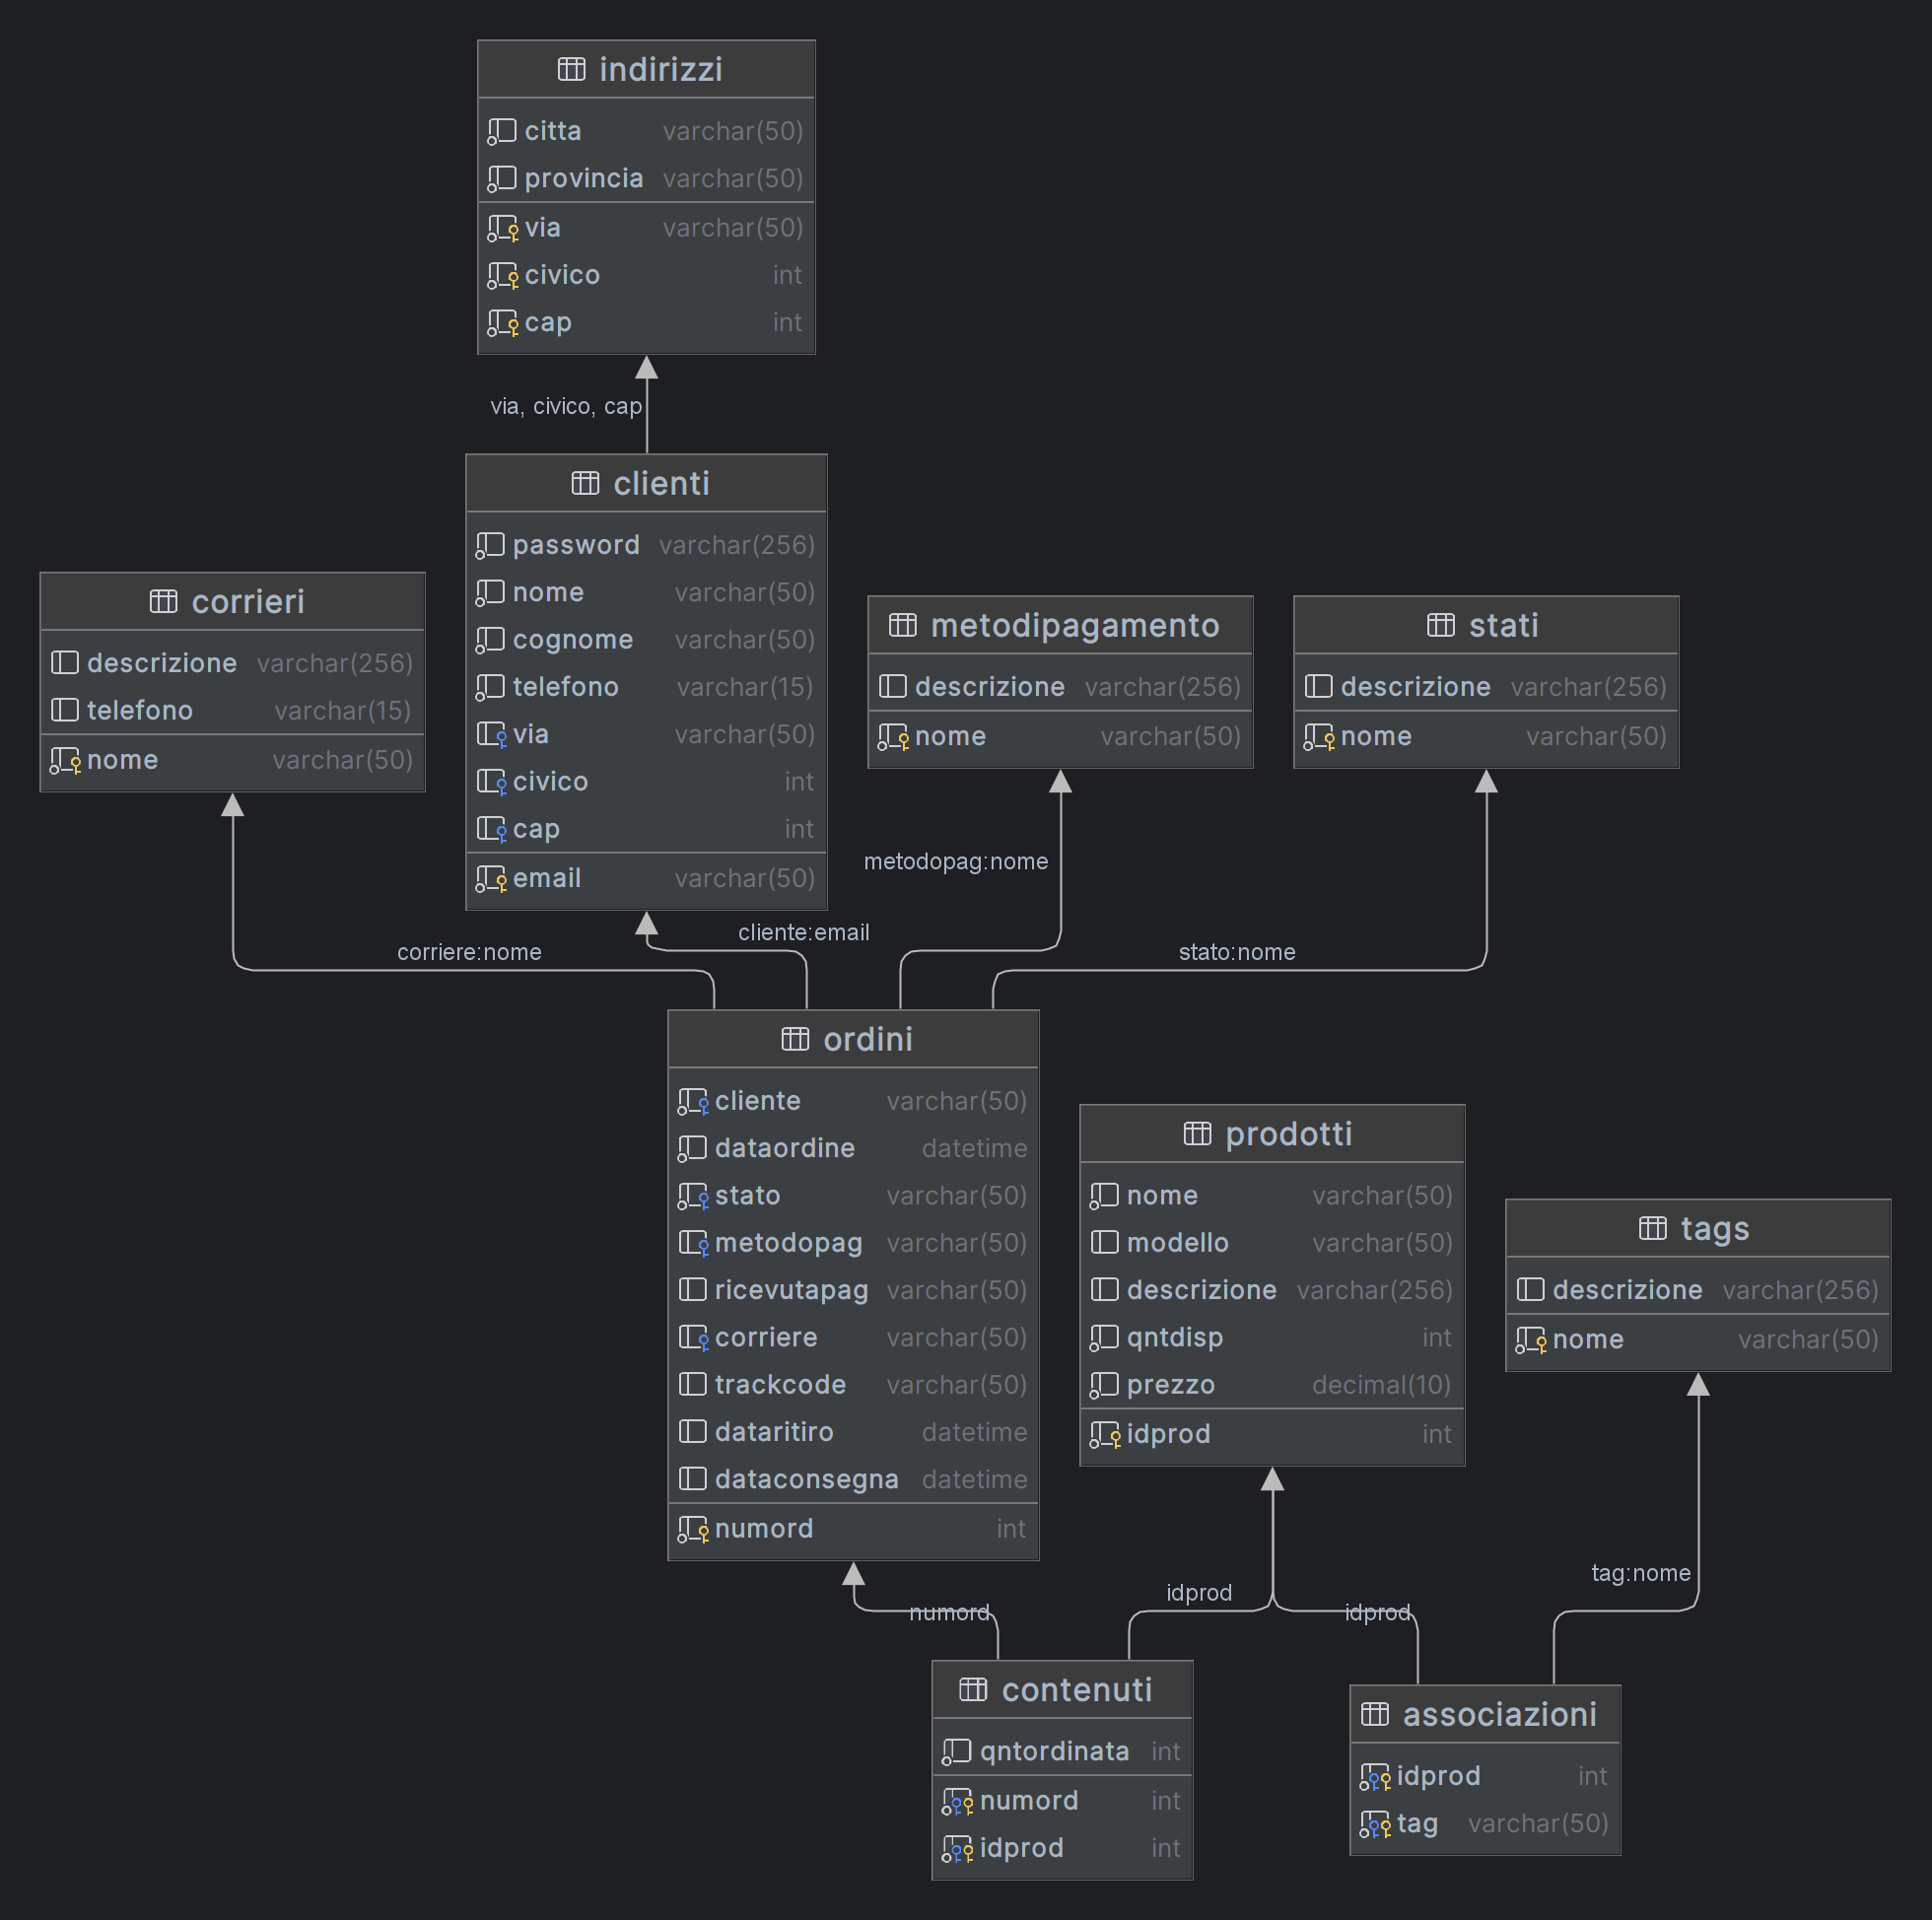 indirizzi
citta varchar(50)
provincia varchar(50)
via varchar(50)
civico int
cap int
via, civico, cap
clienti
password varchar(256)
nome varchar(50)
cognome varchar(50)
telefono varchar(15)
via varchar(50)
civico int
cap int
email varchar(50)
corrieri
descrizione varchar(256)
telefono varchar(15)
nome varchar(50)
metodipagamento
descrizione varchar(256)
nome varchar(50)
stati
descrizione varchar(256)
nome varchar(50)
corriere:nome
cliente:email
metodopag:nome
stato:nome
ordini
cliente varchar(50)
dataordine datetime
stato varchar(50)
metodopag varchar(50)
ricevutapag varchar(50)
corriere varchar(50)
trackcode varchar(50)
dataritiro datetime
dataconsegna datetime
numord int
prodotti
nome varchar(50)
modello varchar(50)
descrizione varchar(256)
qntdisp int
prezzo decimal(10)
idprod int
tags
descrizione varchar(256)
nome varchar(50)
numord
idprod
idprod
tag:nome
contenuti
qntordinata int
numord int
idprod int
associazioni
idprod int
tag varchar(50)